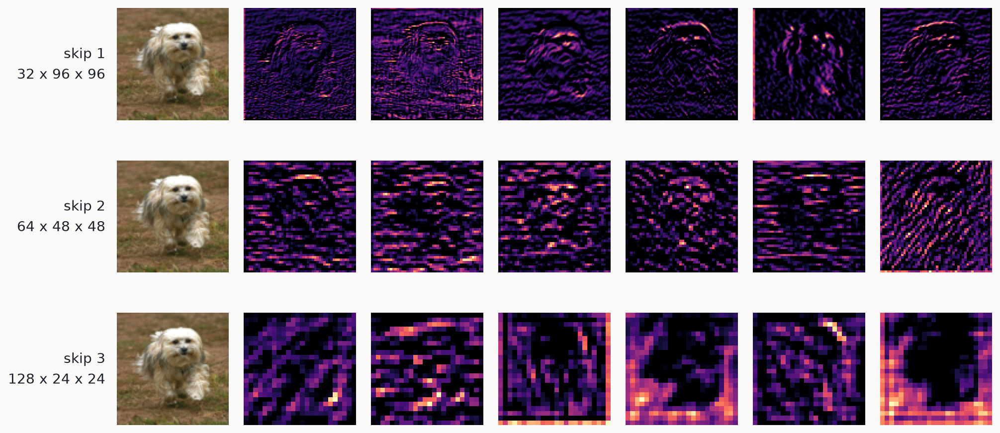 skip 1
32 x 96 x 96
skip 2
64 x 48 x 48
skip 3
128 x 24 x 24